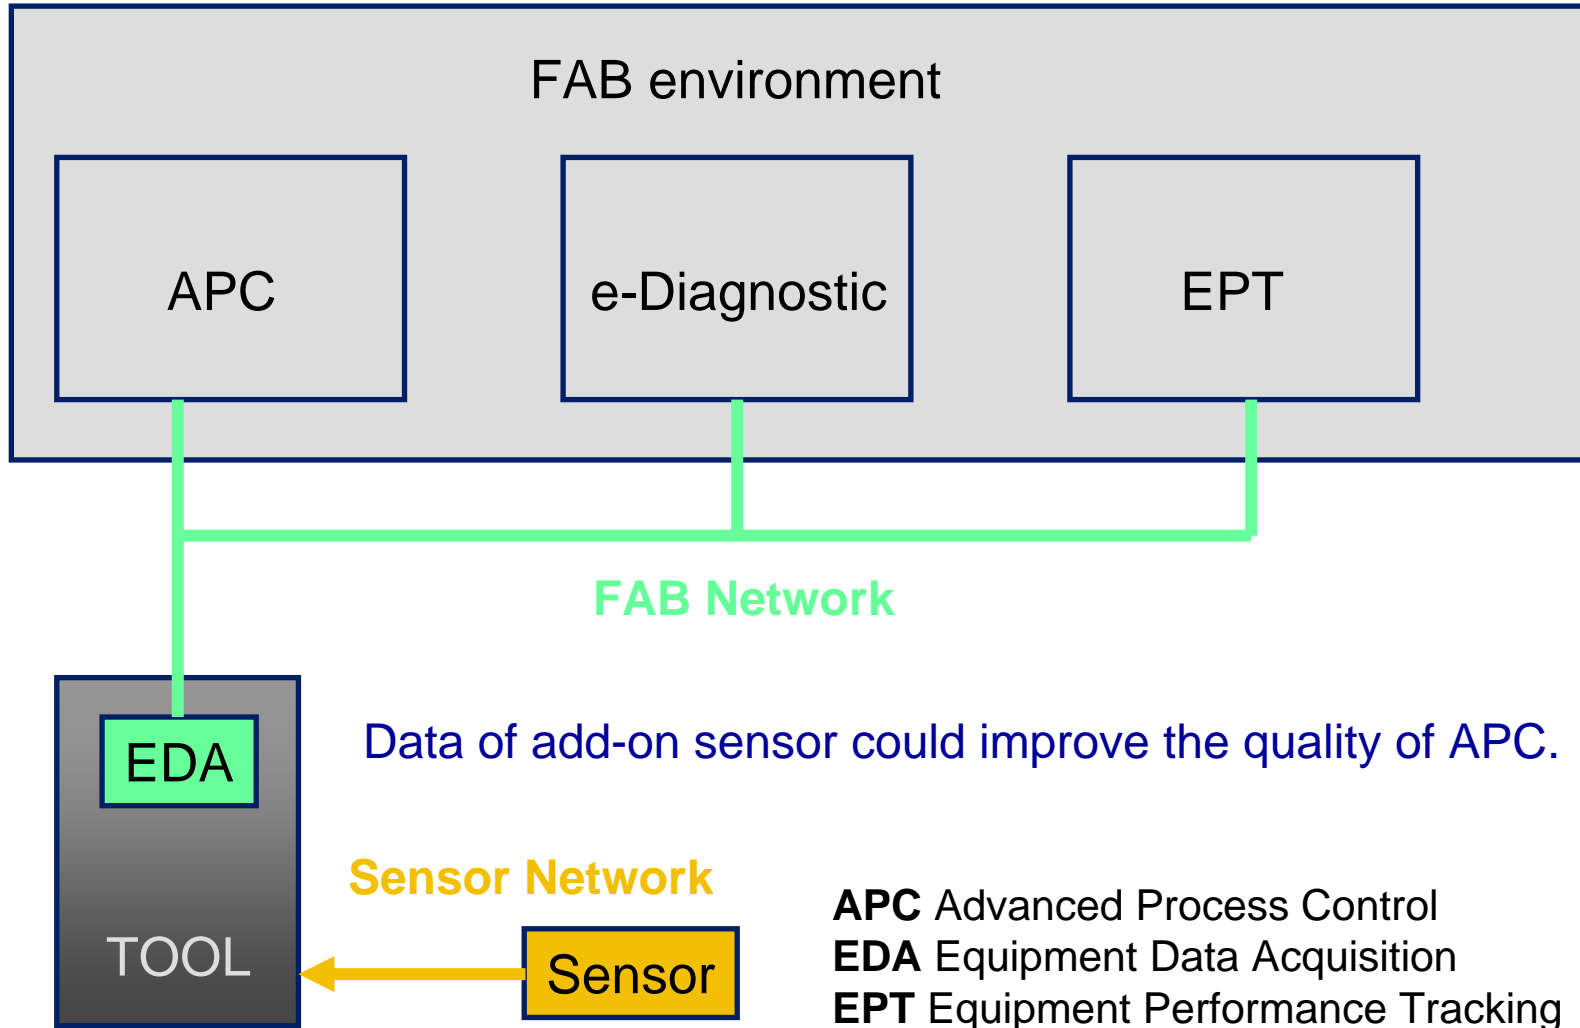 FAB environment
APC
e-Diagnostic
EPT
FAB Network
EDA
Data of add-on sensor could improve the quality of APC.
Sensor Network
TOOL
Sensor
APC Advanced Process Control
EDA Equipment Data Acquisition
EPT Equipment Performance Tracking